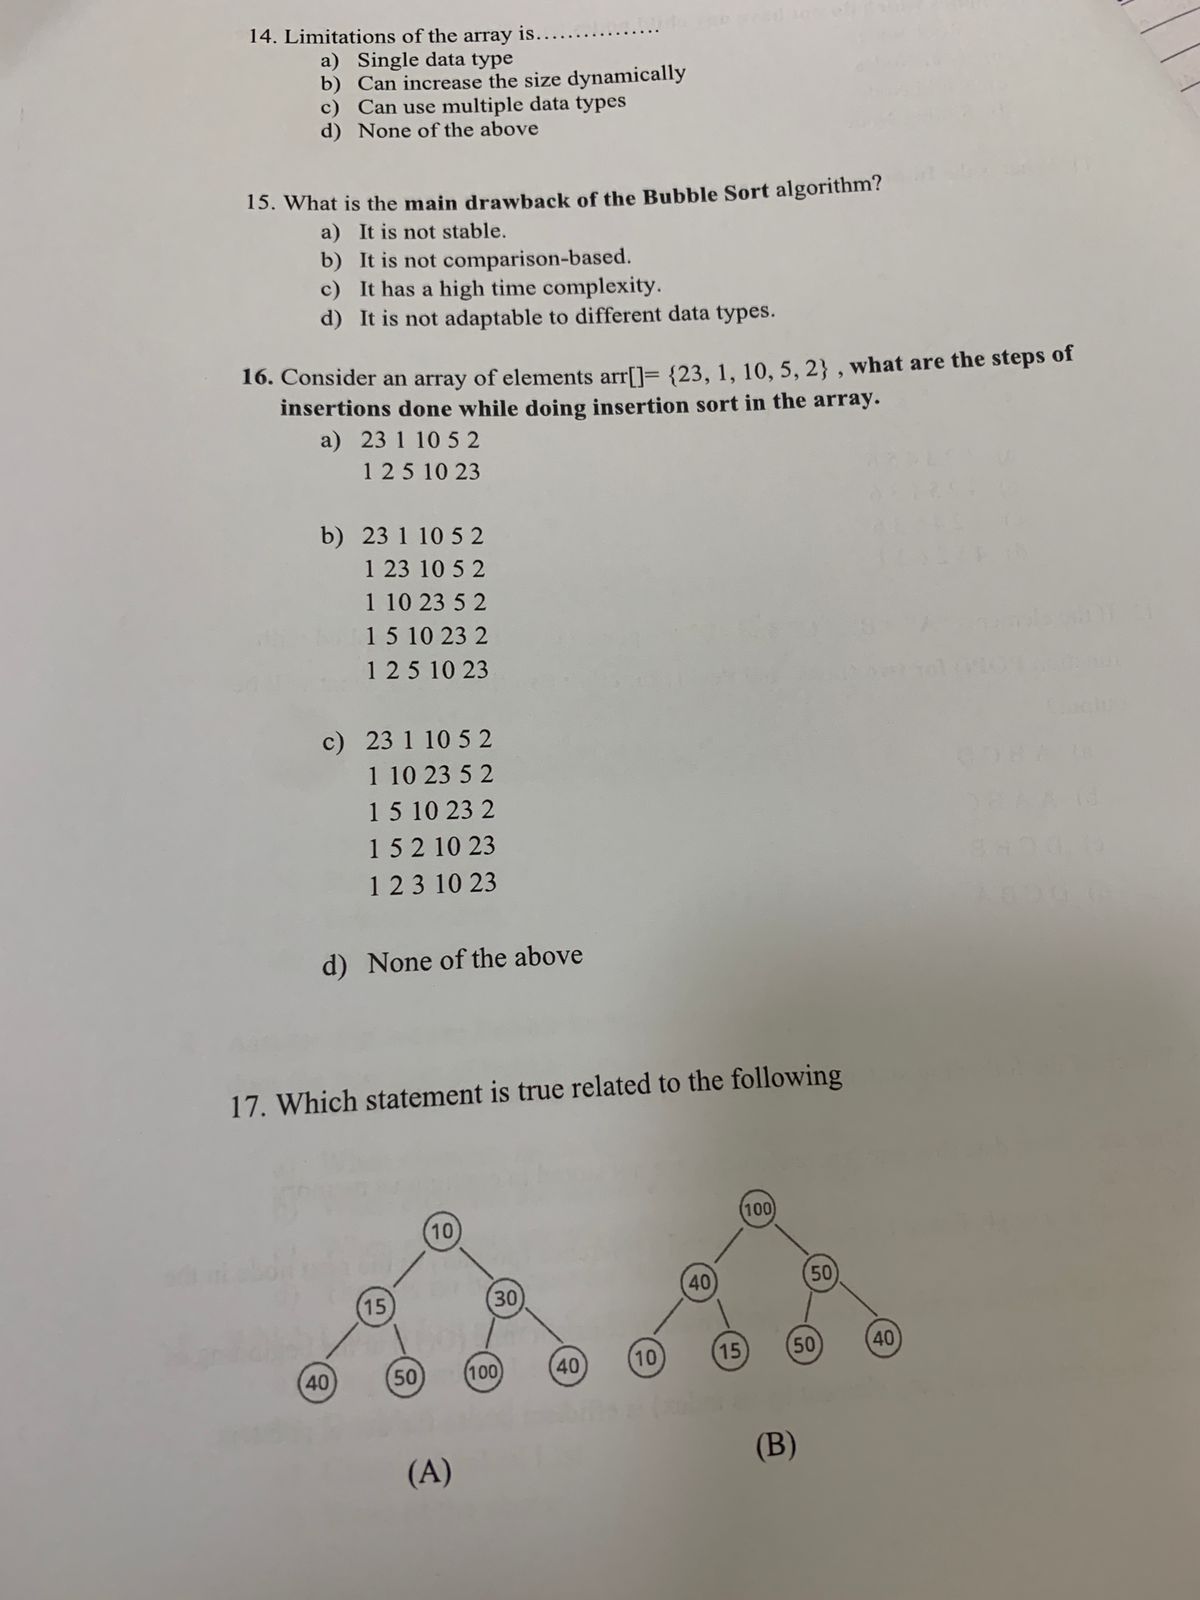 14. Limitations of the array is................
a) Single data type
b) Can increase the size dynamically
c) Can use multiple data types
d) None of the above
15. What is the main drawback of the Bubble Sort algorithm?
a) It is not stable.
b) It is not comparison-based.
c) It has a high time complexity.
d) It is not adaptable to different data types.
16. Consider an array of elements arr[]= {23, 1, 10, 5, 2} , what are the steps of
insertions done while doing insertion sort in the array.
a) 23 1 10 5 2
1 2 5 10 23
b) 23 1 10 5 2
1 23 10 5 2
1 10 23 5 2
1 5 10 23 2
1 2 5 10 23
c) 23 1 10 5 2
1 10 23 5 2
1 5 10 23 2
1 5 2 10 23
1 2 3 10 23
d) None of the above
17. Which statement is true related to the following
10
15 30
40 50 100 40
(A)
100
40 50
10 15 50 40
(B)